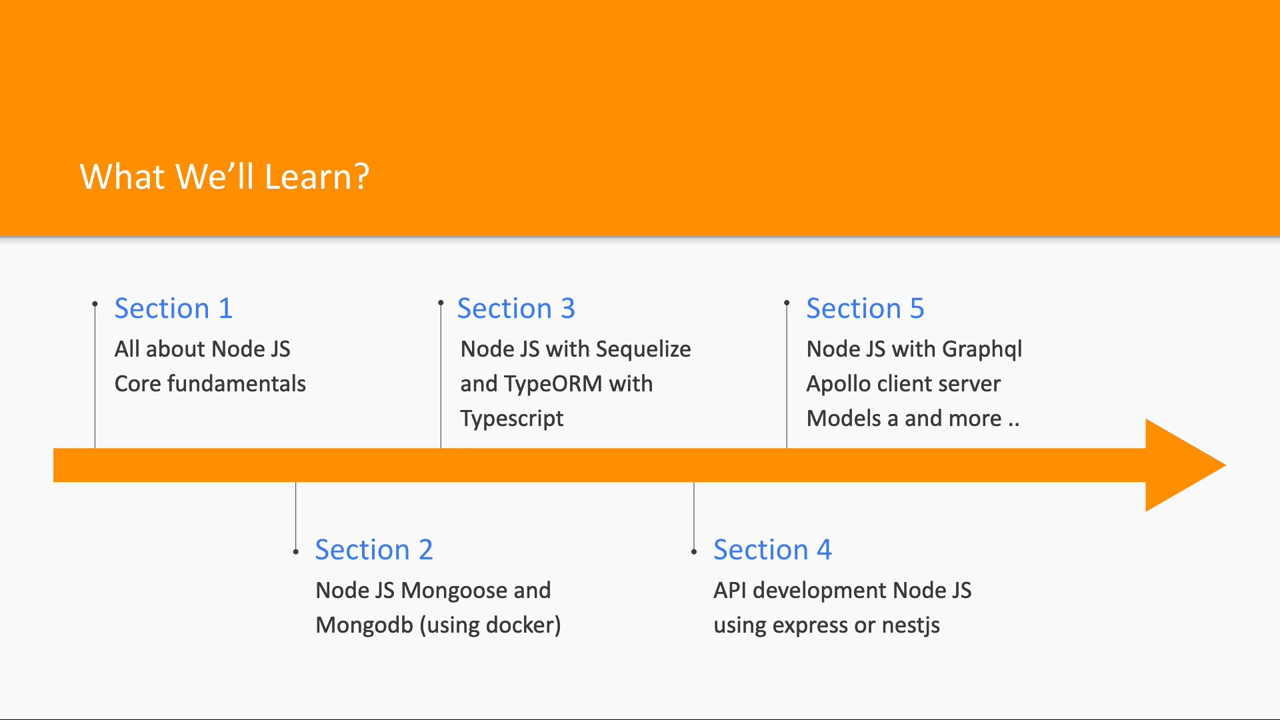 What We’ll Learn?
Section 1
All about Node JS
Core fundamentals
Section 3
Node JS with Sequelize
and TypeORM with
Typescript
Section 5
Node JS with Graphql
Apollo client server
Models a and more ..
Section 2
Node JS Mongoose and
Mongodb (using docker)
Section 4
API development Node JS
using express or nestjs